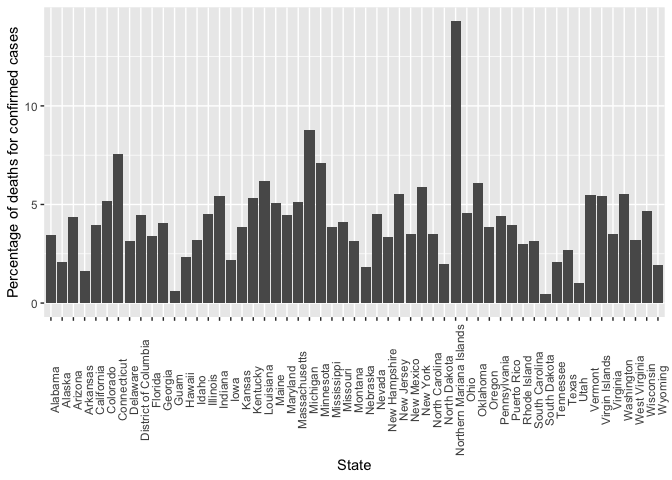 Percentage of deaths for confirmed cases
10
5
0
Alabama
Alaska
Arizona
Arkansas
California
Colorado
Connecticut
Delaware
District of Columbia
Florida
Georgia
Guam
Hawaii
Idaho
Illinois
Indiana
Iowa
Kansas
Kentucky
Louisiana
Maine
Maryland
Massachusetts
Michigan
Minnesota
Mississippi
Missouri
Montana
Nebraska
Nevada
New Hampshire
New Jersey
New Mexico
New York
North Carolina
North Dakota
Northern Mariana Islands
Ohio
Oklahoma
Oregon
Pennsylvania
Puerto Rico
Rhode Island
South Carolina
South Dakota
Tennessee
Texas
Utah
Vermont
Virgin Islands
Virginia
Washington
West Virginia
Wisconsin
Wyoming
State